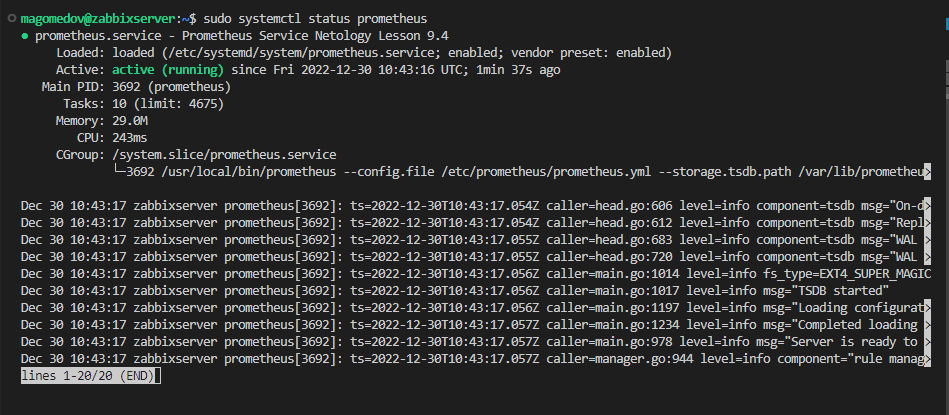 magomedov@zabbixserver:~$ sudo systemctl status prometheus
● prometheus.service - Prometheus Service Netology Lesson 9.4
Loaded: loaded (/etc/systemd/system/prometheus.service; enabled; vendor preset: enabled)
Active: active (running) since Fri 2022-12-30 10:43:16 UTC; 1min 37s ago
Main PID: 3692 (prometheus)
Tasks: 10 (limit: 4675)
Memory: 29.0M
CPU: 243ms
CGroup: /system.slice/prometheus.service
└─3692 /usr/local/bin/prometheus --config.file /etc/prometheus/prometheus.yml --storage.tsdb.path /var/lib/prometheu>
Dec 30 10:43:17 zabbixserver prometheus[3692]: ts=2022-12-30T10:43:17.054Z caller=head.go:606 level=info component=tsdb msg="On-d>
Dec 30 10:43:17 zabbixserver prometheus[3692]: ts=2022-12-30T10:43:17.054Z caller=head.go:612 level=info component=tsdb msg="Repl>
Dec 30 10:43:17 zabbixserver prometheus[3692]: ts=2022-12-30T10:43:17.055Z caller=head.go:683 level=info component=tsdb msg="WAL >
Dec 30 10:43:17 zabbixserver prometheus[3692]: ts=2022-12-30T10:43:17.055Z caller=head.go:720 level=info component=tsdb msg="WAL >
Dec 30 10:43:17 zabbixserver prometheus[3692]: ts=2022-12-30T10:43:17.056Z caller=main.go:1014 level=info fs_type=EXT4_SUPER_MAGIC
Dec 30 10:43:17 zabbixserver prometheus[3692]: ts=2022-12-30T10:43:17.056Z caller=main.go:1017 level=info msg="TSDB started"
Dec 30 10:43:17 zabbixserver prometheus[3692]: ts=2022-12-30T10:43:17.056Z caller=main.go:1197 level=info msg="Loading configurat>
Dec 30 10:43:17 zabbixserver prometheus[3692]: ts=2022-12-30T10:43:17.057Z caller=main.go:1234 level=info msg="Completed loading >
Dec 30 10:43:17 zabbixserver prometheus[3692]: ts=2022-12-30T10:43:17.057Z caller=main.go:978 level=info msg="Server is ready to >
Dec 30 10:43:17 zabbixserver prometheus[3692]: ts=2022-12-30T10:43:17.057Z caller=manager.go:944 level=info component="rule manag>
lines 1-20/20 (END)